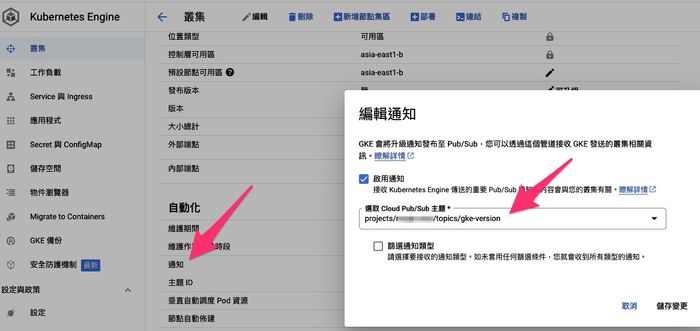 Kubernetes Engine
叢集
工作負載
Service 與 Ingress
應用程式
Secret 與 ConfigMap
儲存空間
物件瀏覽器
Migrate to Containers
GKE 備份
安全防護機制 最新
設定與政策
設定
叢集 編輯 刪除 新增節點集區 部署 連結 複製
位置類型 可用區
控制層可用區 asia-east1-b
預設節點可用區 asia-east1-b
發布版本
版本
大小總計
外部端點
內部端點
自動化
維護期間
維護作業 時段
通知
主題 ID
垂直自動調度 Pod 資源
節點自動佈建
編輯通知
GKE 會將升級通知發布至 Pub/Sub，您可以透過這個管道接收 GKE 發送的叢集相關資
訊。瞭解詳情
啟用通知
接收 Kubernetes Engine 傳送的重要 Pub/Sub 內容會與您的叢集有關。瞭解詳情
選取 Cloud Pub/Sub 主題 *
projects/ /topics/gke-version
篩選通知類型
請選擇要接收的通知類型。如未套用任何篩選條件，您就會收到所有類型的通知。
取消 儲存變更